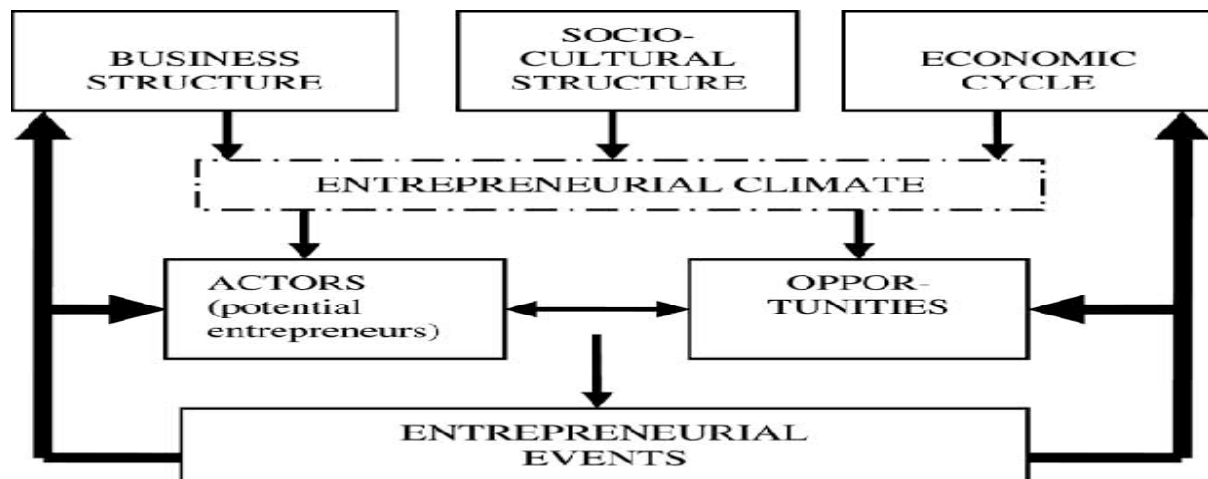 BUSINESS
STRUCTURE
SOCIO-
CULTURAL
STRUCTURE
ECONOMIC
CYCLE
ENTREPRENEURIAL CLIMATE
ACTORS
(potential
entrepreneurs)
OPPOR-
TUNITIES
ENTREPRENEURIAL
EVENTS